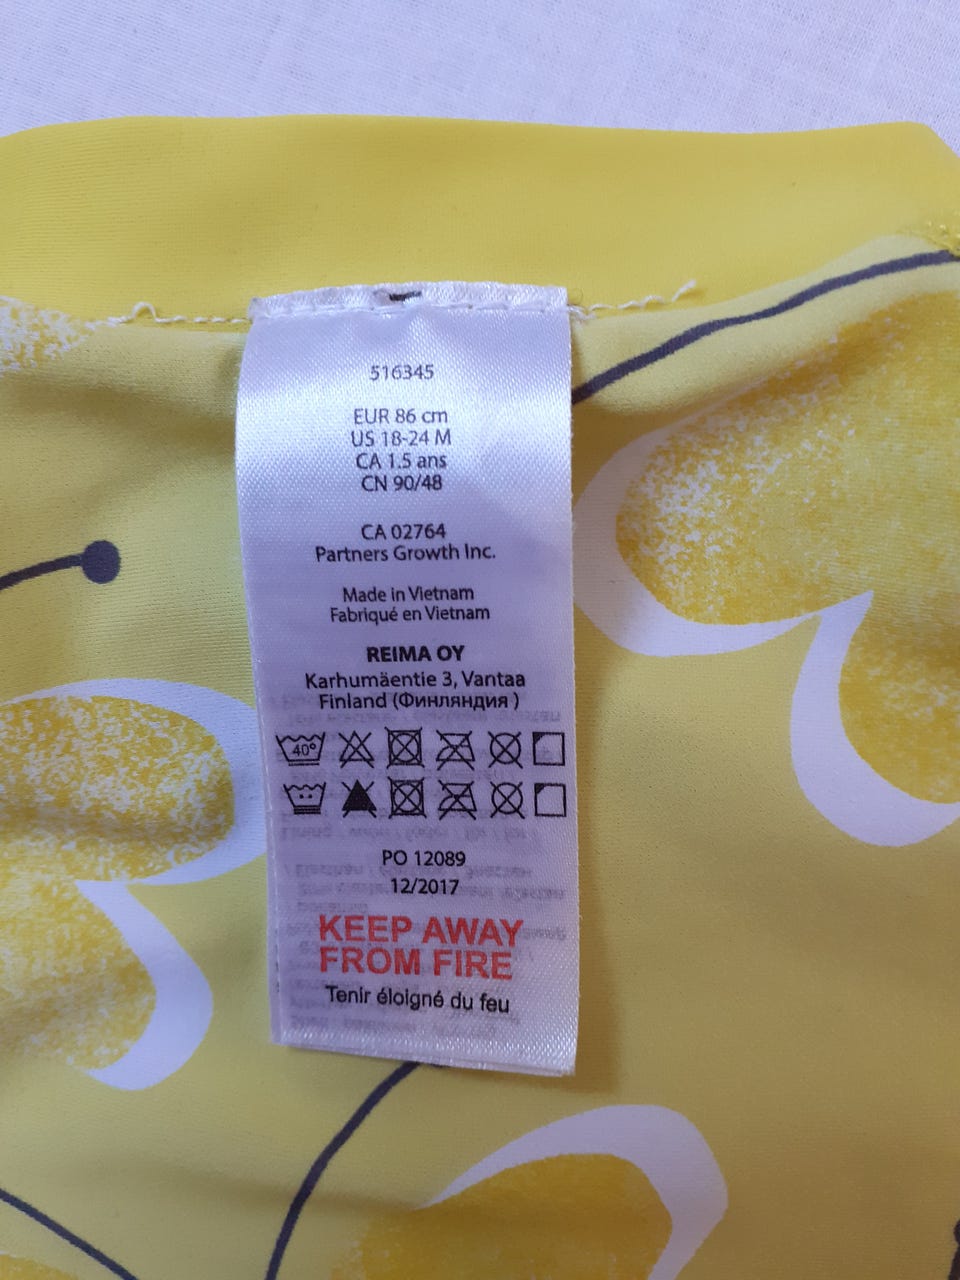 516345
EUR 86 cm
US 18-24 M
CA 1.5 ans
CN 90/48
CA 02764
Partners Growth Inc.
Made in Vietnam
Fabriqué en Vietnam
REIMA OY
Karhumäentie 3, Vantaa
Finland (Финляндия )
40°
PO 12089
12/2017
KEEP AWAY
FROM FIRE
Tenir éloigné du feu